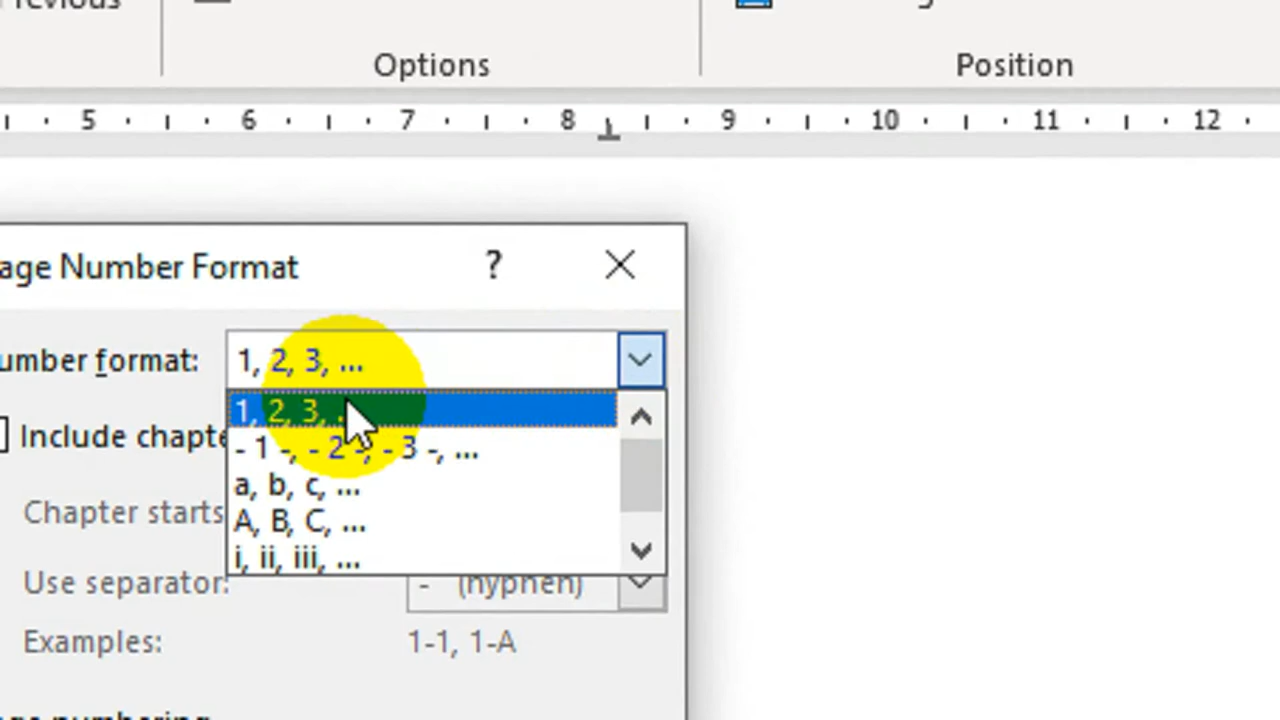 Options
Position
5 6 7 8 9 10 11 12
age Number Format ?
umber format: 1, 2, 3, ...
1, 2, 3, .
- 1 -, - 2 -, - 3 -, ...
Include chapte
a, b, c, ...
Chapter starts
A, B, C, ...
i, ii, iii, ...
Use separator: - (hyphen)
Examples: 1-1, 1-A